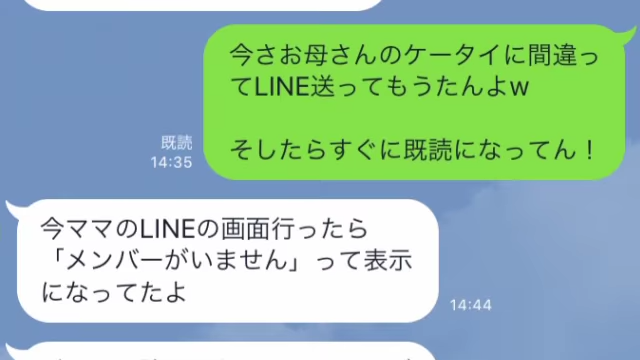 今さお母さんのケータイに間違っ
てLINE送ってもうたんよw
そしたらすぐに既読になってん！
既読
14:35
今ママのLINEの画面行ったら
「メンバーがいません」って表示
になってたよ
14:44